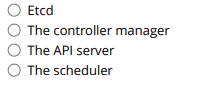 Etcd
The controller manager
The API server
The scheduler